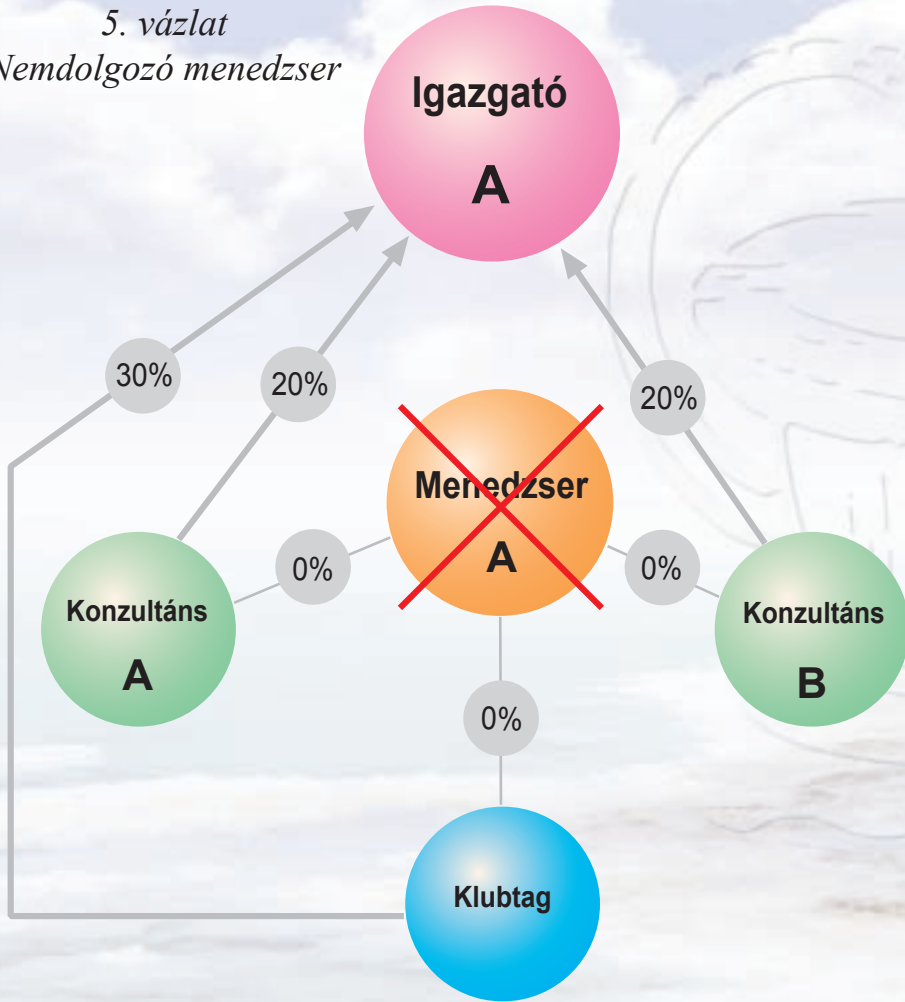 5. vázlat
Nemdolgozó menedzser
Igazgató
A
30%
20%
20%
Menedzser
A
0%
0%
Konzultáns
A
Konzultáns
B
0%
Klubtag